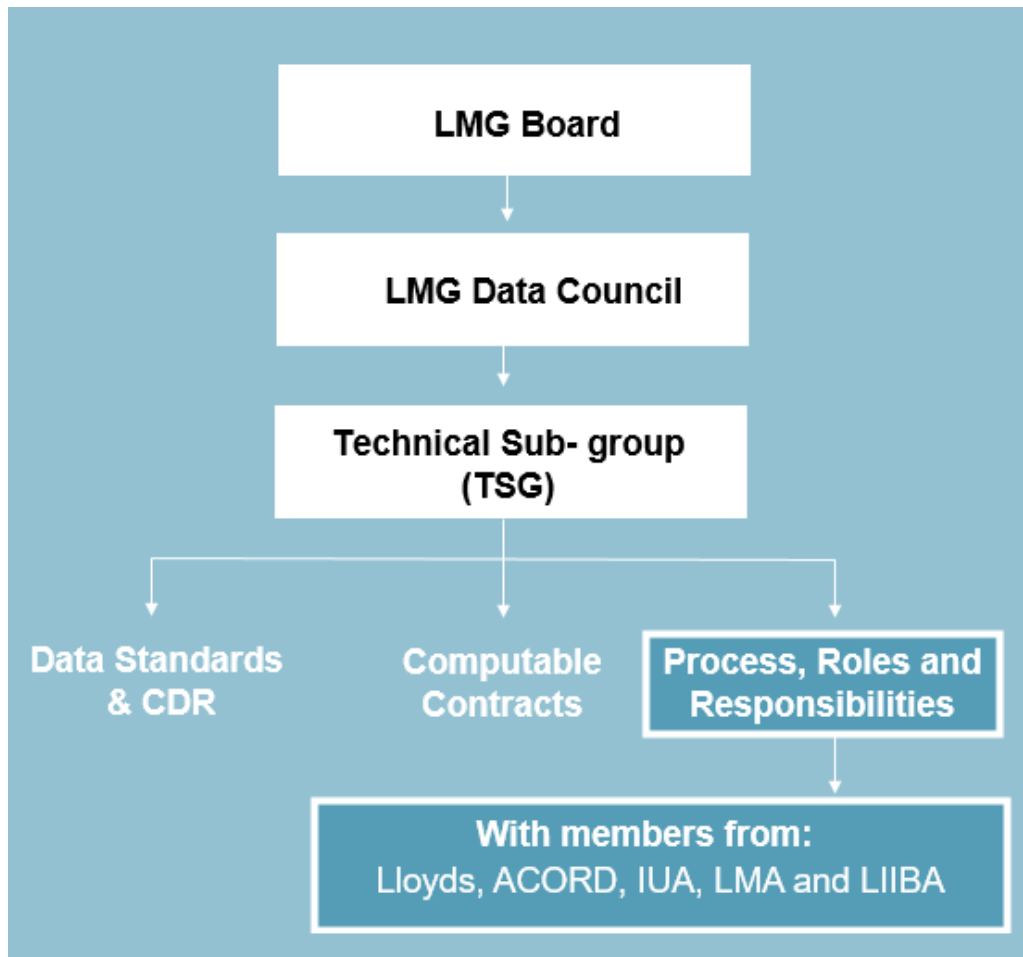 LMG Board
LMG Data Council
Technical Sub- group
(TSG)
Data Standards
& CDR
Computable
Contracts
Process, Roles and
Responsibilities
With members from:
Lloyds, ACORD, IUA, LMA and LIIBA